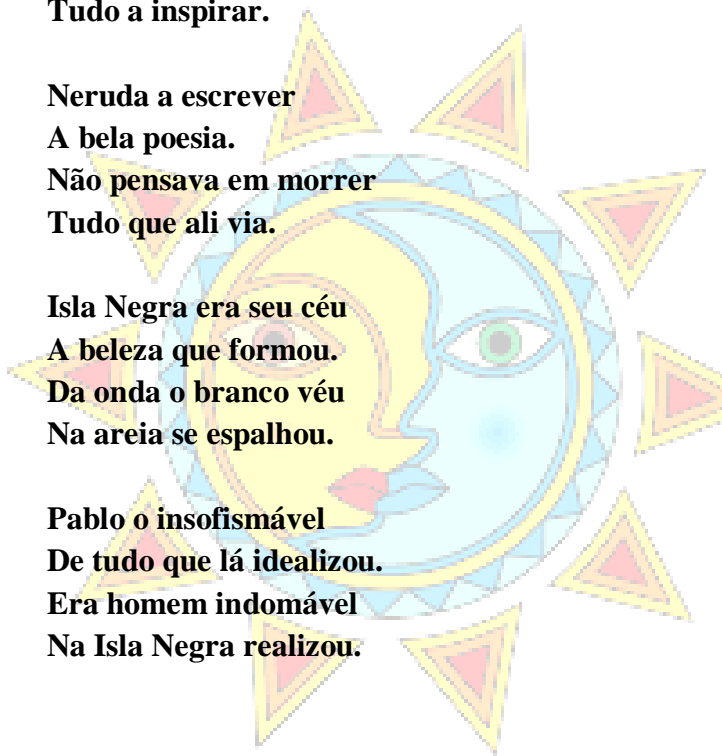 Tudo a inspirar.
Neruda a escrever
A bela poesia.
Não pensava em morrer
Tudo que ali via.
Isla Negra era seu céu
A beleza que formou.
Da onda o branco véu
Na areia se espalhou.
Pablo o insofismável
De tudo que lá idealizou.
Era homem indomável
Na Isla Negra realizou.